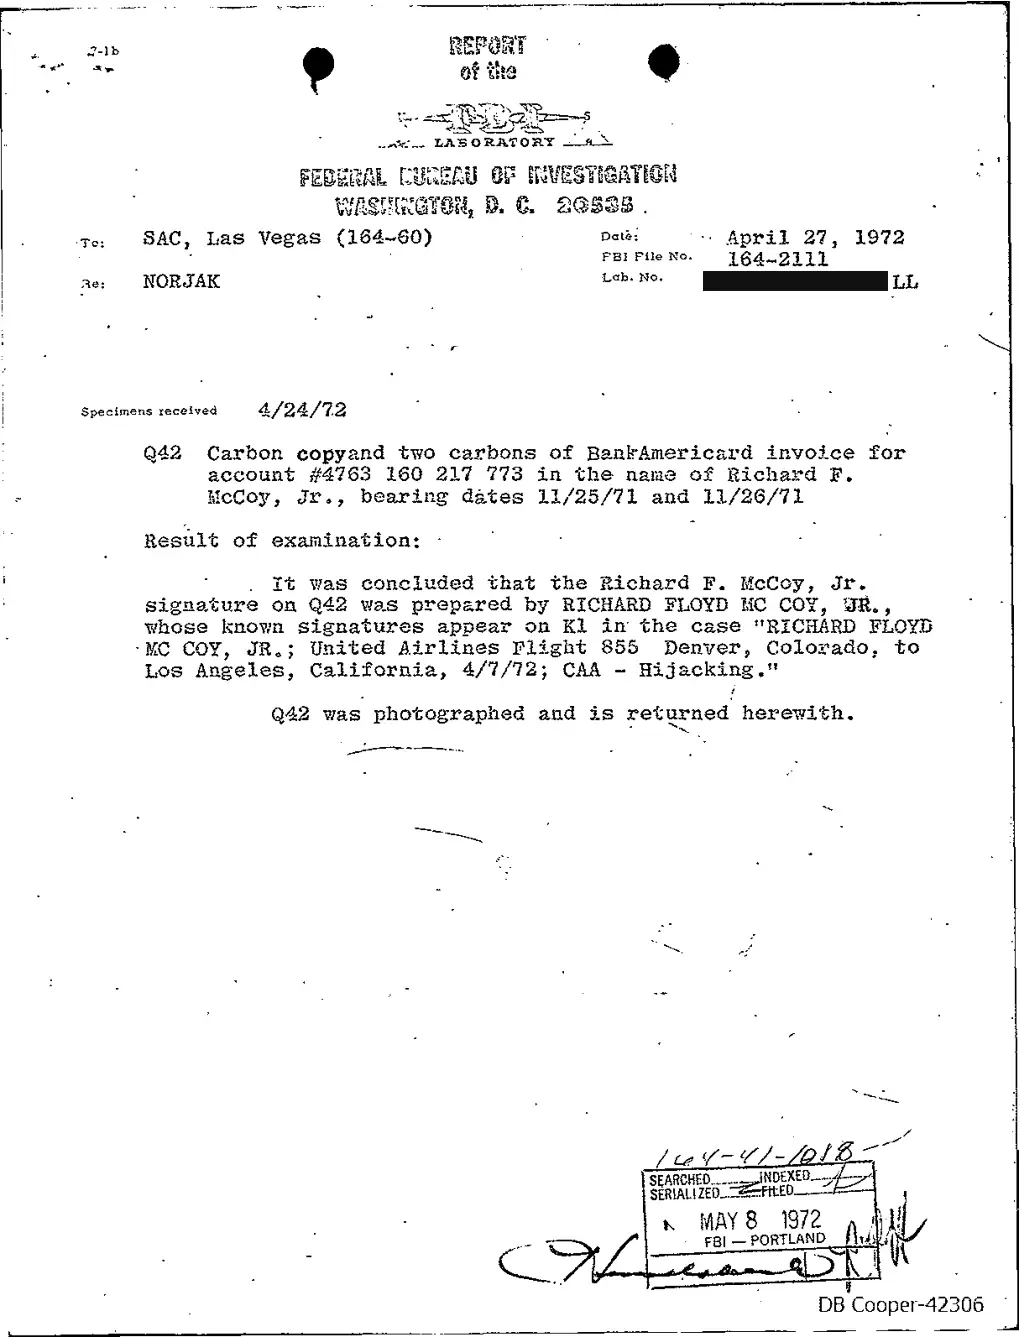 7-1b
REPORT
of the
FBI
LABORATORY
FEDERAL BUREAU OF INVESTIGATION
WASHINGTON, D. C. 20535
To: SAC, Las Vegas (164-60) Date: April 27, 1972
FBI File No. 164-2111
Re: NORJAK Lab. No. LL
Specimens received 4/24/72
Q42 Carbon copyand two carbons of BankAmericard invoice for
account #4763 160 217 773 in the name of Richard F.
McCoy, Jr., bearing dates 11/25/71 and 11/26/71
Result of examination:
It was concluded that the Richard F. McCoy, Jr.
signature on Q42 was prepared by RICHARD FLOYD MC COY, JR.,
whose known signatures appear on K1 in the case "RICHARD FLOYD
MC COY, JR.; United Airlines Flight 855 Denver, Colorado, to
Los Angeles, California, 4/7/72; CAA - Hijacking."
Q42 was photographed and is returned herewith.
164-41-1018
SEARCHED INDEXED
SERIALIZED FILED
MAY 8 1972
FBI — PORTLAND
DB Cooper-42306